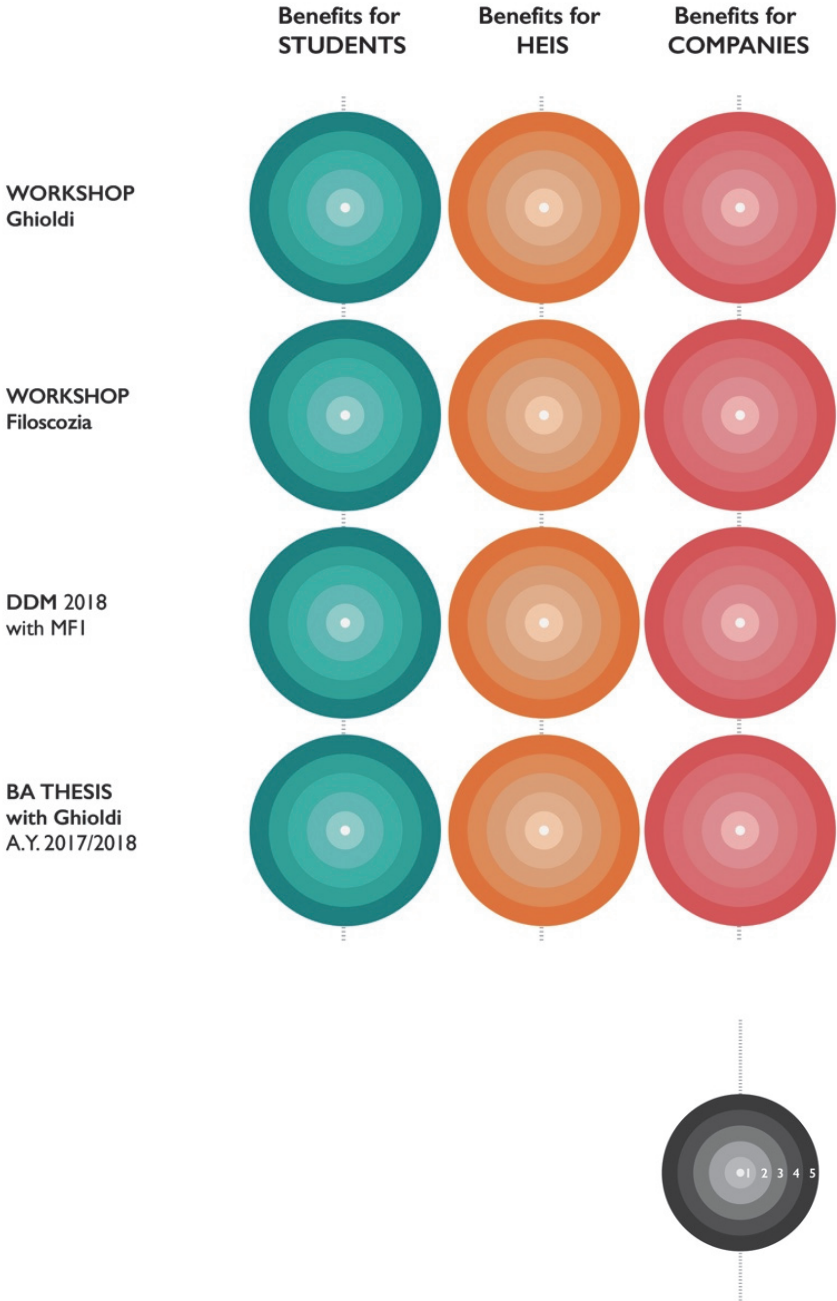 Benefits for
STUDENTS
Benefits for
HEIS
Benefits for
COMPANIES
WORKSHOP
Ghioldi
WORKSHOP
Filoscozia
DDM 2018
with MF1
BA THESIS
with Ghioldi
A.Y. 2017/2018
1 2 3 4 5